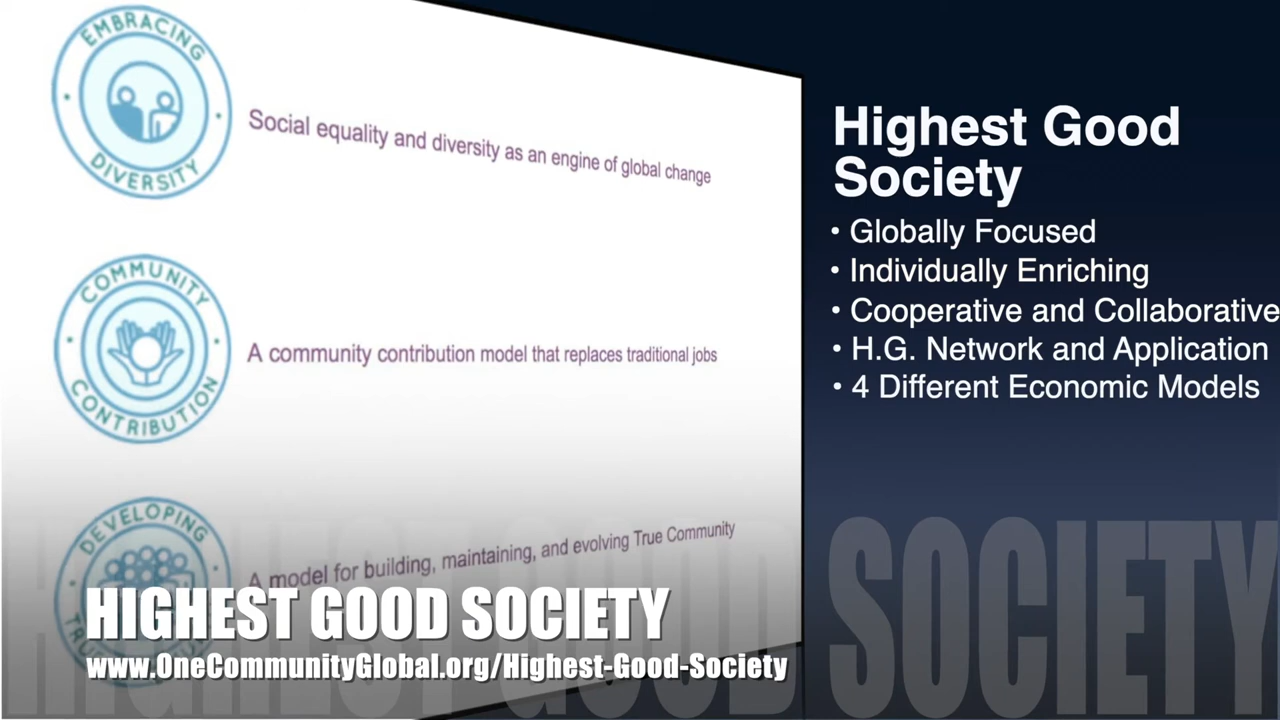 EMBRACING
DIVERSITY
Social equality and diversity as an engine of global change
COMMUNITY
CONTRIBUTION
A community contribution model that replaces traditional jobs
DEVELOPING
A model for building, maintaining, and evolving True Community
HIGHEST GOOD SOCIETY
www.OneCommunityGlobal.org/Highest-Good-Society
Highest Good
Society
• Globally Focused
• Individually Enriching
• Cooperative and Collaborative
• H.G. Network and Application
• 4 Different Economic Models
HIGHEST GOOD SOCIETY